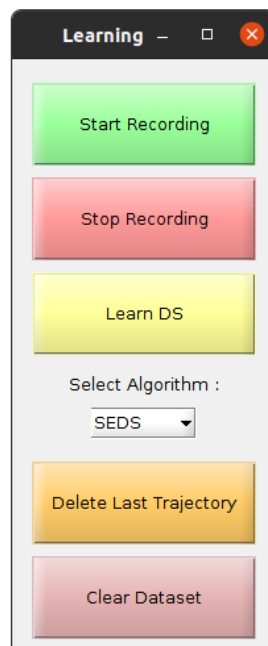 Learning
Start Recording
Stop Recording
Learn DS
Select Algorithm :
SEDS
Delete Last Trajectory
Clear Dataset